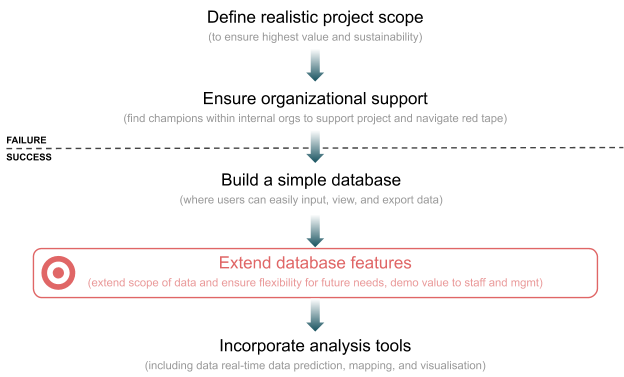 Define realistic project scope
(to ensure highest value and sustainability)
Ensure organizational support
(find champions within internal orgs to support project and navigate red tape)
FAILURE
SUCCESS
Build a simple database
(where users can easily input, view, and export data)
Extend database features
(extend scope of data and ensure flexibility for future needs, demo value to staff and mgmt)
Incorporate analysis tools
(including data real-time data prediction, mapping, and visualisation)